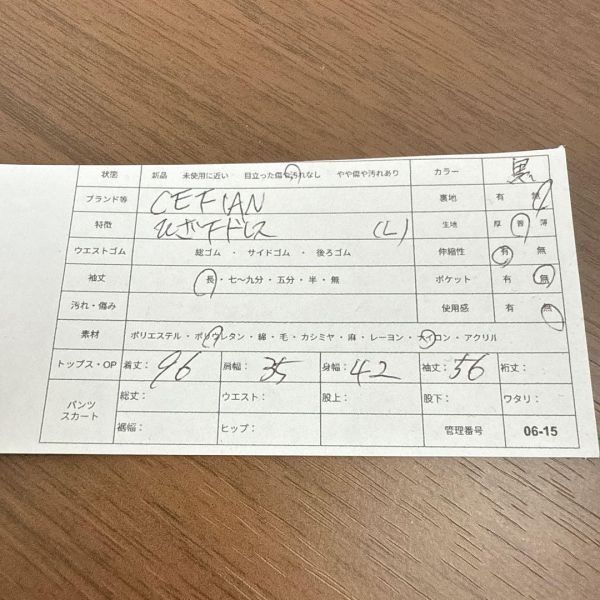 状態 新品 未使用に近い 目立った傷や汚れなし やや傷や汚れあり カラー 黒
ブランド等 CEFIAN 裏地 有 無
特徴 ひざ下ドレス (L) 生地 厚 普 薄
ウエストゴム 総ゴム ・ サイドゴム ・ 後ろゴム 伸縮性 有 無
袖丈 長・七～九分・五分・半・無 ポケット 有 無
汚れ・傷み 使用感 有 無
素材 ポリエステル・ポリウレタン・綿・毛・カシミヤ・麻・レーヨン・ナイロン・アクリル
トップス・OP 着丈： 96 肩幅： 35 身幅： 42 袖丈： 56 裄丈：
パンツ スカート 総丈： ウエスト： 股上： 股下： ワタリ：
裾幅： ヒップ： 管理番号 06-15